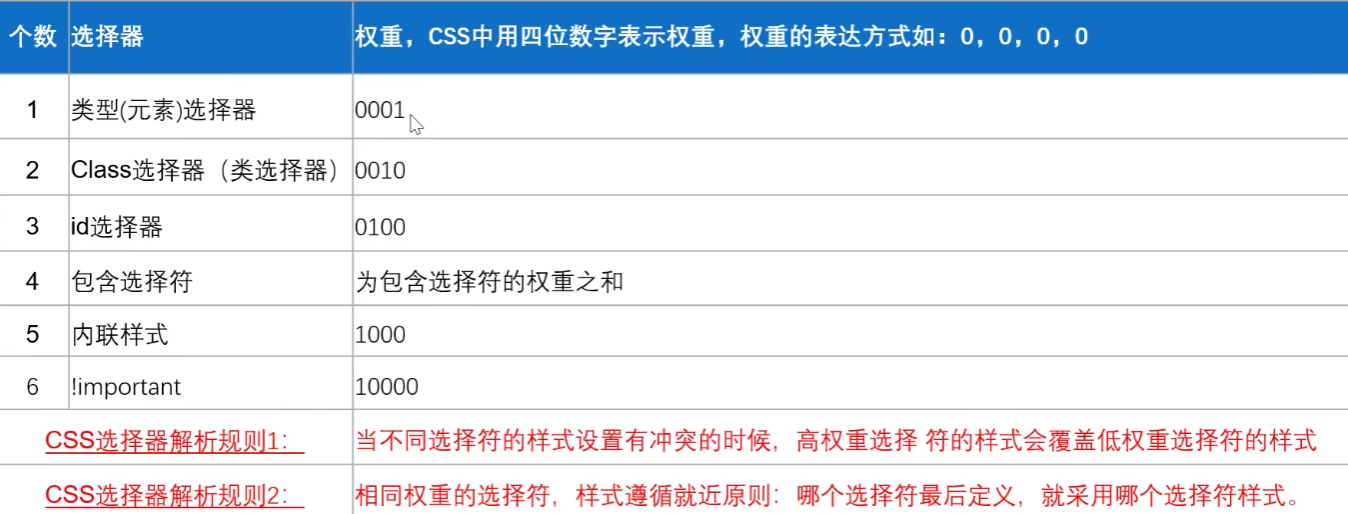 个数 选择器 权重，CSS中用四位数字表示权重，权重的表达方式如：0，0，0，0
1 类型(元素)选择器 0001
2 Class选择器（类选择器） 0010
3 id选择器 0100
4 包含选择符 为包含选择符的权重之和
5 内联样式 1000
6 !important 10000
CSS选择器解析规则1： 当不同选择符的样式设置有冲突的时候，高权重选择 符的样式会覆盖低权重选择符的样式
CSS选择器解析规则2： 相同权重的选择符，样式遵循就近原则：哪个选择符最后定义，就采用哪个选择符样式。